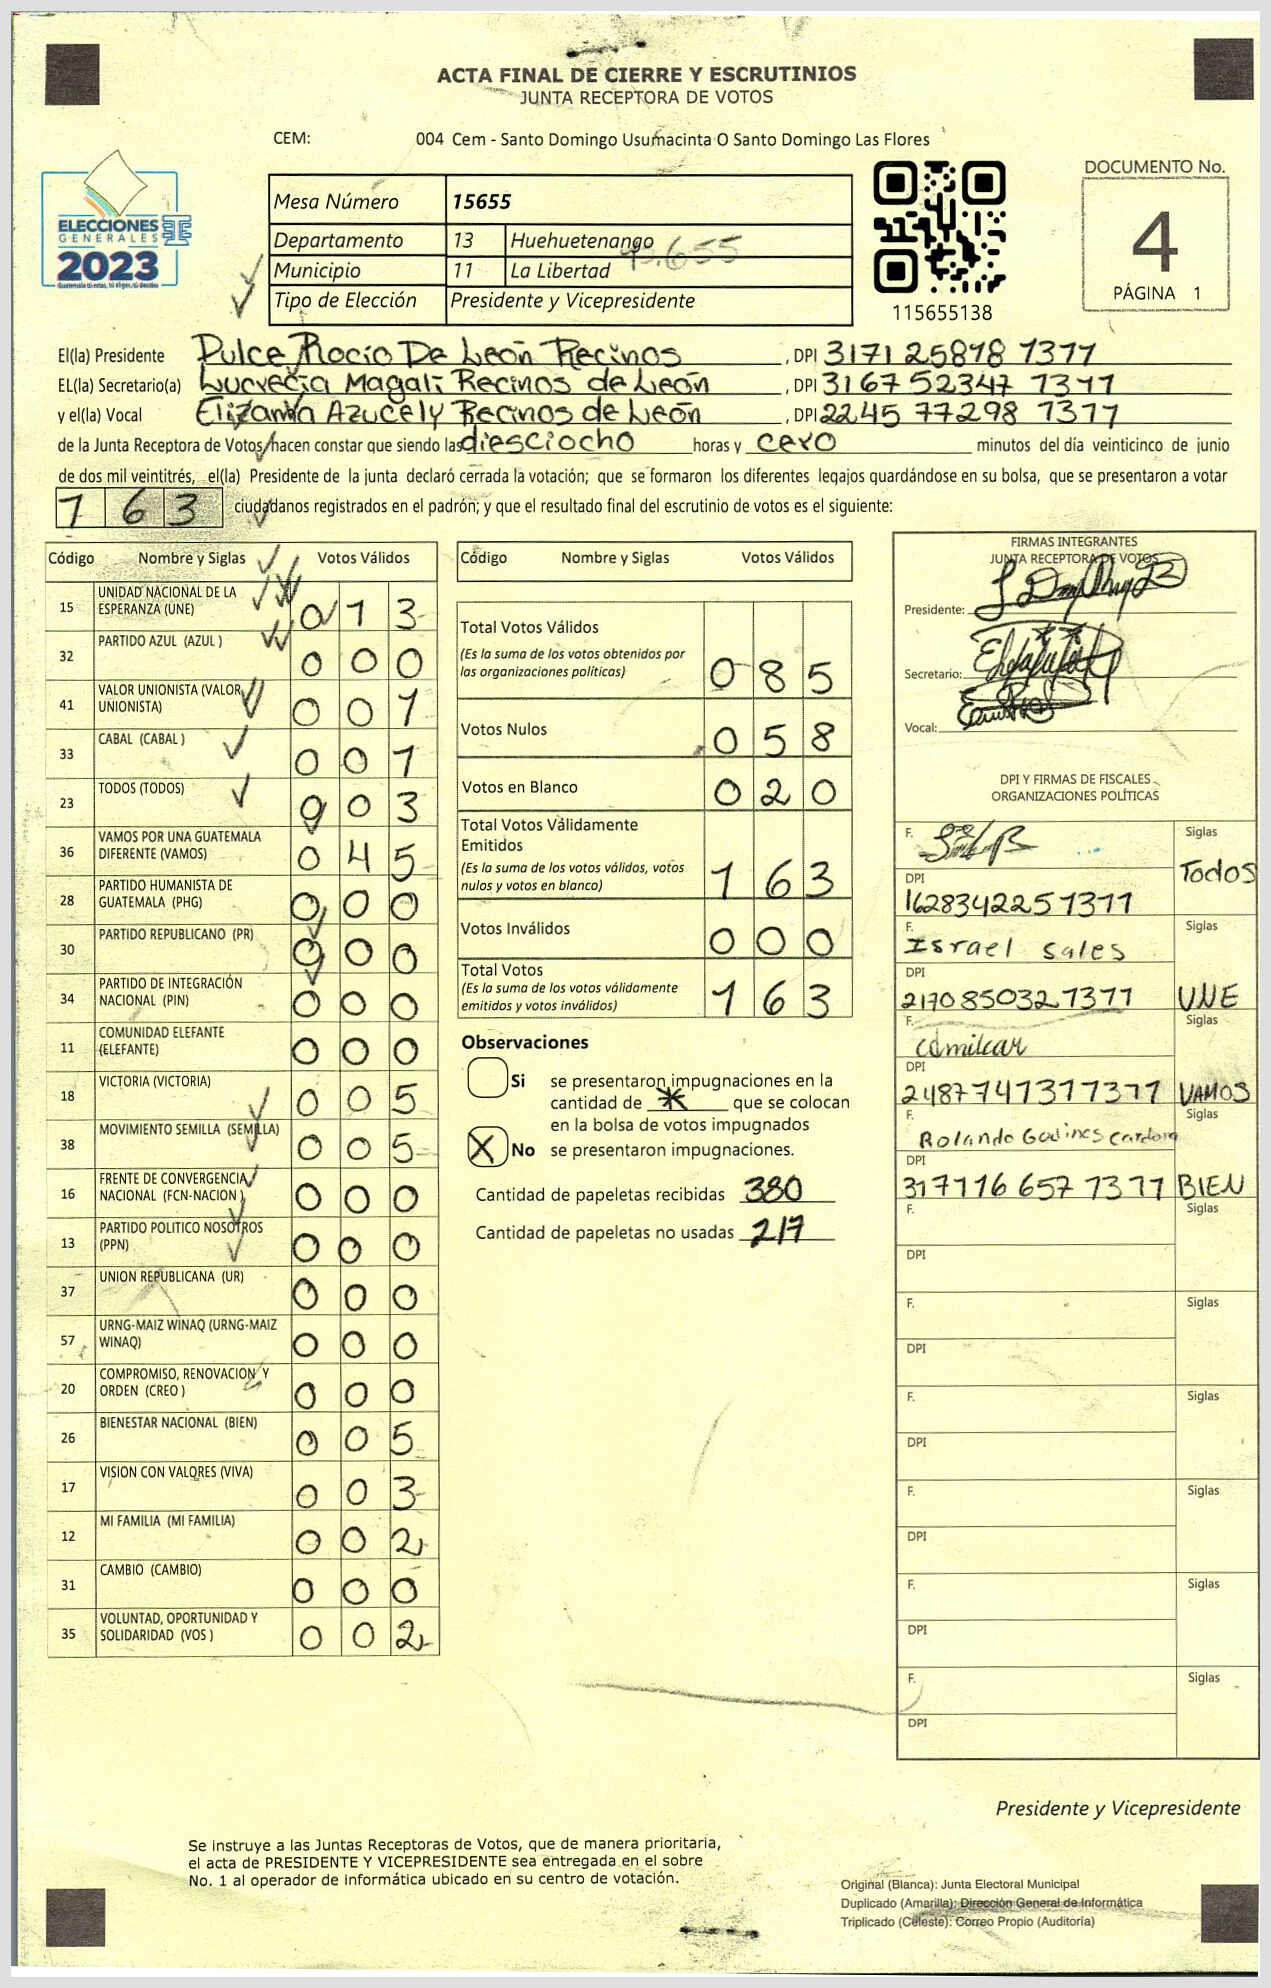 ACTA FINAL DE CIERRE Y ESCRUTINIOS
JUNTA RECEPTORA DE VOTOS
CEM: 004 Cem - Santo Domingo Usumacinta O Santo Domingo Las Flores
ELECCIONES
GENERALES
2023
Mesa Número 15655
Departamento 13 Huehuetenango
Municipio 11 La Libertad
Tipo de Elección Presidente y Vicepresidente
115655138
DOCUMENTO No.
4
PÁGINA 1
El(la) Presidente Dulce Rocio De León Recinos, DPI 3171 25898 1311
EL(la) Secretario(a) Lucrecia Magali Recinos de León, DPI 3167 52347 1311
y el(la) Vocal Azucely Recinos de León, DPI 2245 77298 1311
de la Junta Receptora de Votos hacen constar que siendo las diesciocho horas y cero minutos del día veinticinco de junio
de dos mil veintitrés, el(la) Presidente de la junta declaró cerrada la votación; que se formaron los diferentes legajos guardándose en su bolsa, que se presentaron a votar
1 6 3 ciudadanos registrados en el padrón; y que el resultado final del escrutinio de votos es el siguiente:
Código Nombre y Siglas Votos Válidos
15 UNIDAD NACIONAL DE LA ESPERANZA (UNE) 0 1 3
32 PARTIDO AZUL (AZUL ) 0 0 0
41 VALOR UNIONISTA (VALOR UNIONISTA) 0 0 1
33 CABAL (CABAL ) 0 0 1
23 TODOS (TODOS) 0 0 3
36 VAMOS POR UNA GUATEMALA DIFERENTE (VAMOS) 0 4 5
28 PARTIDO HUMANISTA DE GUATEMALA (PHG) 0 0 0
30 PARTIDO REPUBLICANO (PR) 0 0 0
34 PARTIDO DE INTEGRACIÓN NACIONAL (PIN) 0 0 0
11 COMUNIDAD ELEFANTE (ELEFANTE) 0 0 0
18 VICTORIA (VICTORIA) 0 0 5
38 MOVIMIENTO SEMILLA (SEMILLA) 0 0 5
16 FRENTE DE CONVERGENCIA NACIONAL (FCN-NACION ) 0 0 0
13 PARTIDO POLITICO NOSOTROS (PPN) 0 0 0
37 UNION REPUBLICANA (UR) 0 0 0
57 URNG-MAIZ WINAQ (URNG-MAIZ WINAQ) 0 0 0
20 COMPROMISO, RENOVACION Y ORDEN (CREO ) 0 0 0
26 BIENESTAR NACIONAL (BIEN) 0 0 5
17 VISION CON VALORES (VIVA) 0 0 3
12 MI FAMILIA (MI FAMILIA) 0 0 2
31 CAMBIO (CAMBIO) 0 0 0
35 VOLUNTAD, OPORTUNIDAD Y SOLIDARIDAD (VOS ) 0 0 2
Código Nombre y Siglas Votos Válidos
Total Votos Válidos 0 8 5
(Es la suma de los votos obtenidos por
las organizaciones políticas)
Votos Nulos 0 5 8
Votos en Blanco 0 2 0
Total Votos Válidamente
Emitidos 1 6 3
(Es la suma de los votos válidos, votos
nulos y votos en blanco)
Votos Inválidos 0 0 0
Total Votos 1 6 3
(Es la suma de los votos válidamente
emitidos y votos inválidos)
Observaciones
Si se presentaron impugnaciones en la
cantidad de que se colocan
en la bolsa de votos impugnados
X No se presentaron impugnaciones.
Cantidad de papeletas recibidas 380
Cantidad de papeletas no usadas 217
FIRMAS INTEGRANTES
JUNTA RECEPTORA DE VOTOS
Presidente:
Secretario:
Vocal:
DPI Y FIRMAS DE FISCALES
ORGANIZACIONES POLÍTICAS
F. Siglas
DPI Todos
1628342251311
F. Israel Sales Siglas
DPI
2170850321311 UNE
F. Siglas
DPI
2487741311311 VAMOS
F. Rolando Godines Cardona Siglas
DPI
317116 657 1311 BIEN
F. Siglas
DPI
F. Siglas
DPI
F. Siglas
DPI
F. Siglas
DPI
F. Siglas
DPI
F. Siglas
DPI
Presidente y Vicepresidente
Se instruye a las Juntas Receptoras de Votos, que de manera prioritaria,
el acta de PRESIDENTE Y VICEPRESIDENTE sea entregada en el sobre
No. 1 al operador de informática ubicado en su centro de votación.
Original (Blanca): Junta Electoral Municipal
Duplicado (Amarilla): Dirección General de Informática
Triplicado (Celeste): Correo Propio (Auditoría)